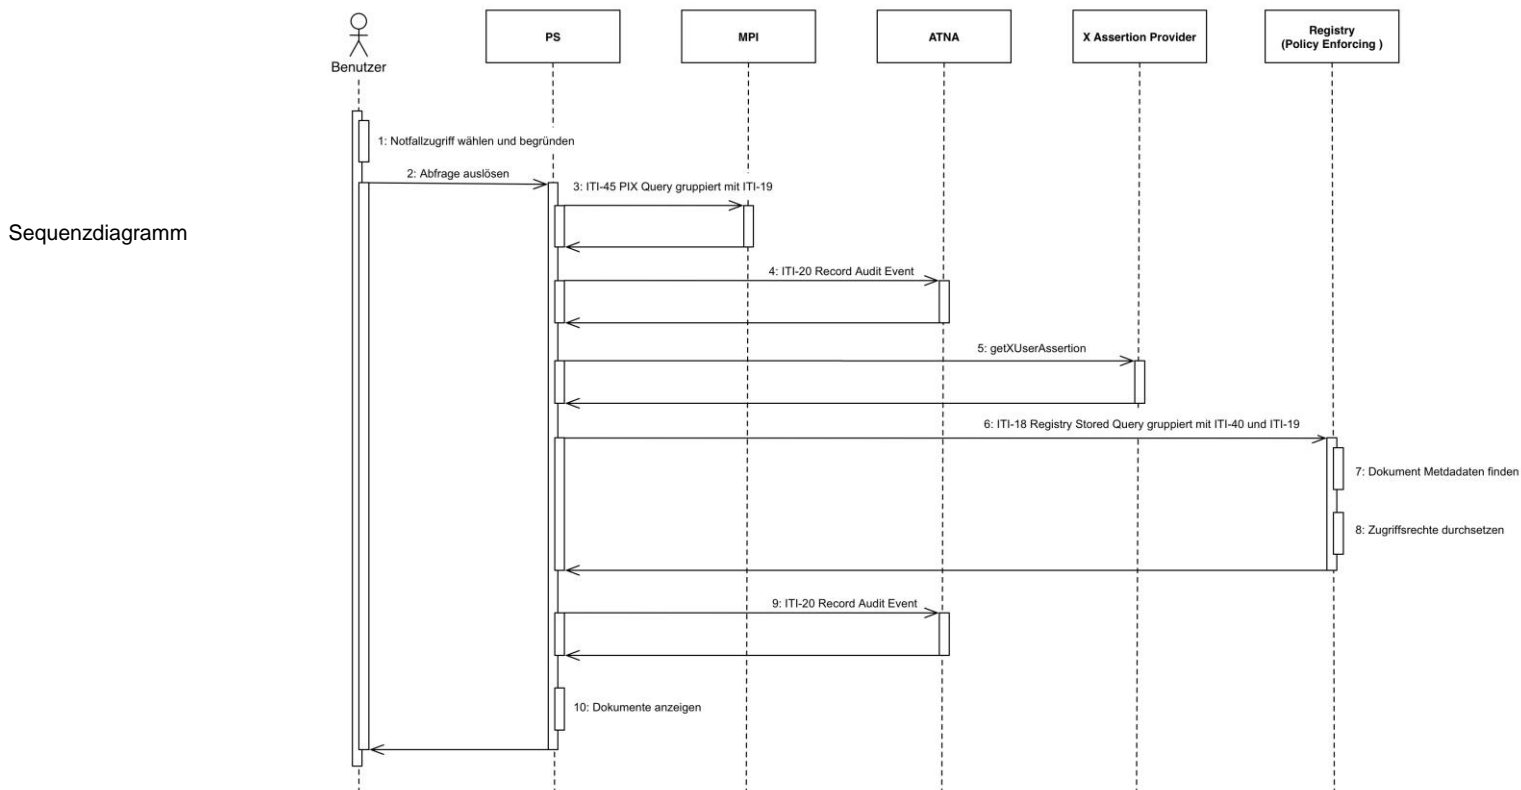 Benutzer
PS
MPI
ATNA
X Assertion Provider
Registry
(Policy Enforcing )
1: Notfallzugriff wählen und begründen
2: Abfrage auslösen
3: ITI-45 PIX Query gruppiert mit ITI-19
Sequenzdiagramm
4: ITI-20 Record Audit Event
5: getXUserAssertion
6: ITI-18 Registry Stored Query gruppiert mit ITI-40 und ITI-19
7: Dokument Metdadaten finden
8: Zugriffsrechte durchsetzen
9: ITI-20 Record Audit Event
10: Dokumente anzeigen